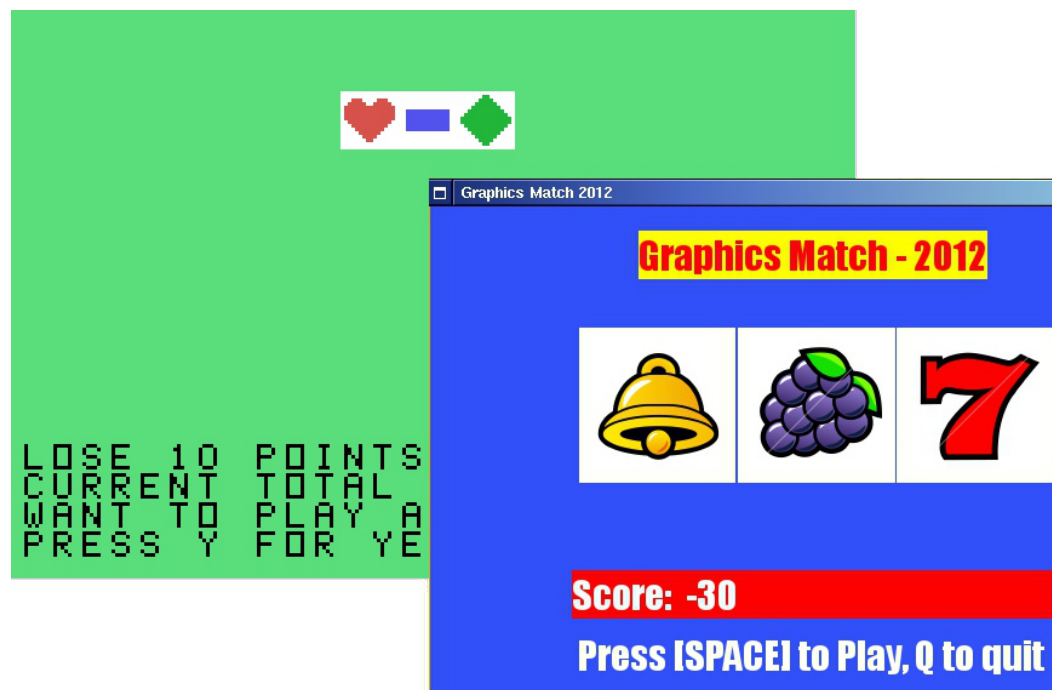 LOSE 10 POINTS
CURRENT TOTAL
WANT TO PLAY
PRESS Y FOR
Graphics Match 2012
Graphics Match - 2012
7
Score: -30
Press [SPACE] to Play, Q to quit